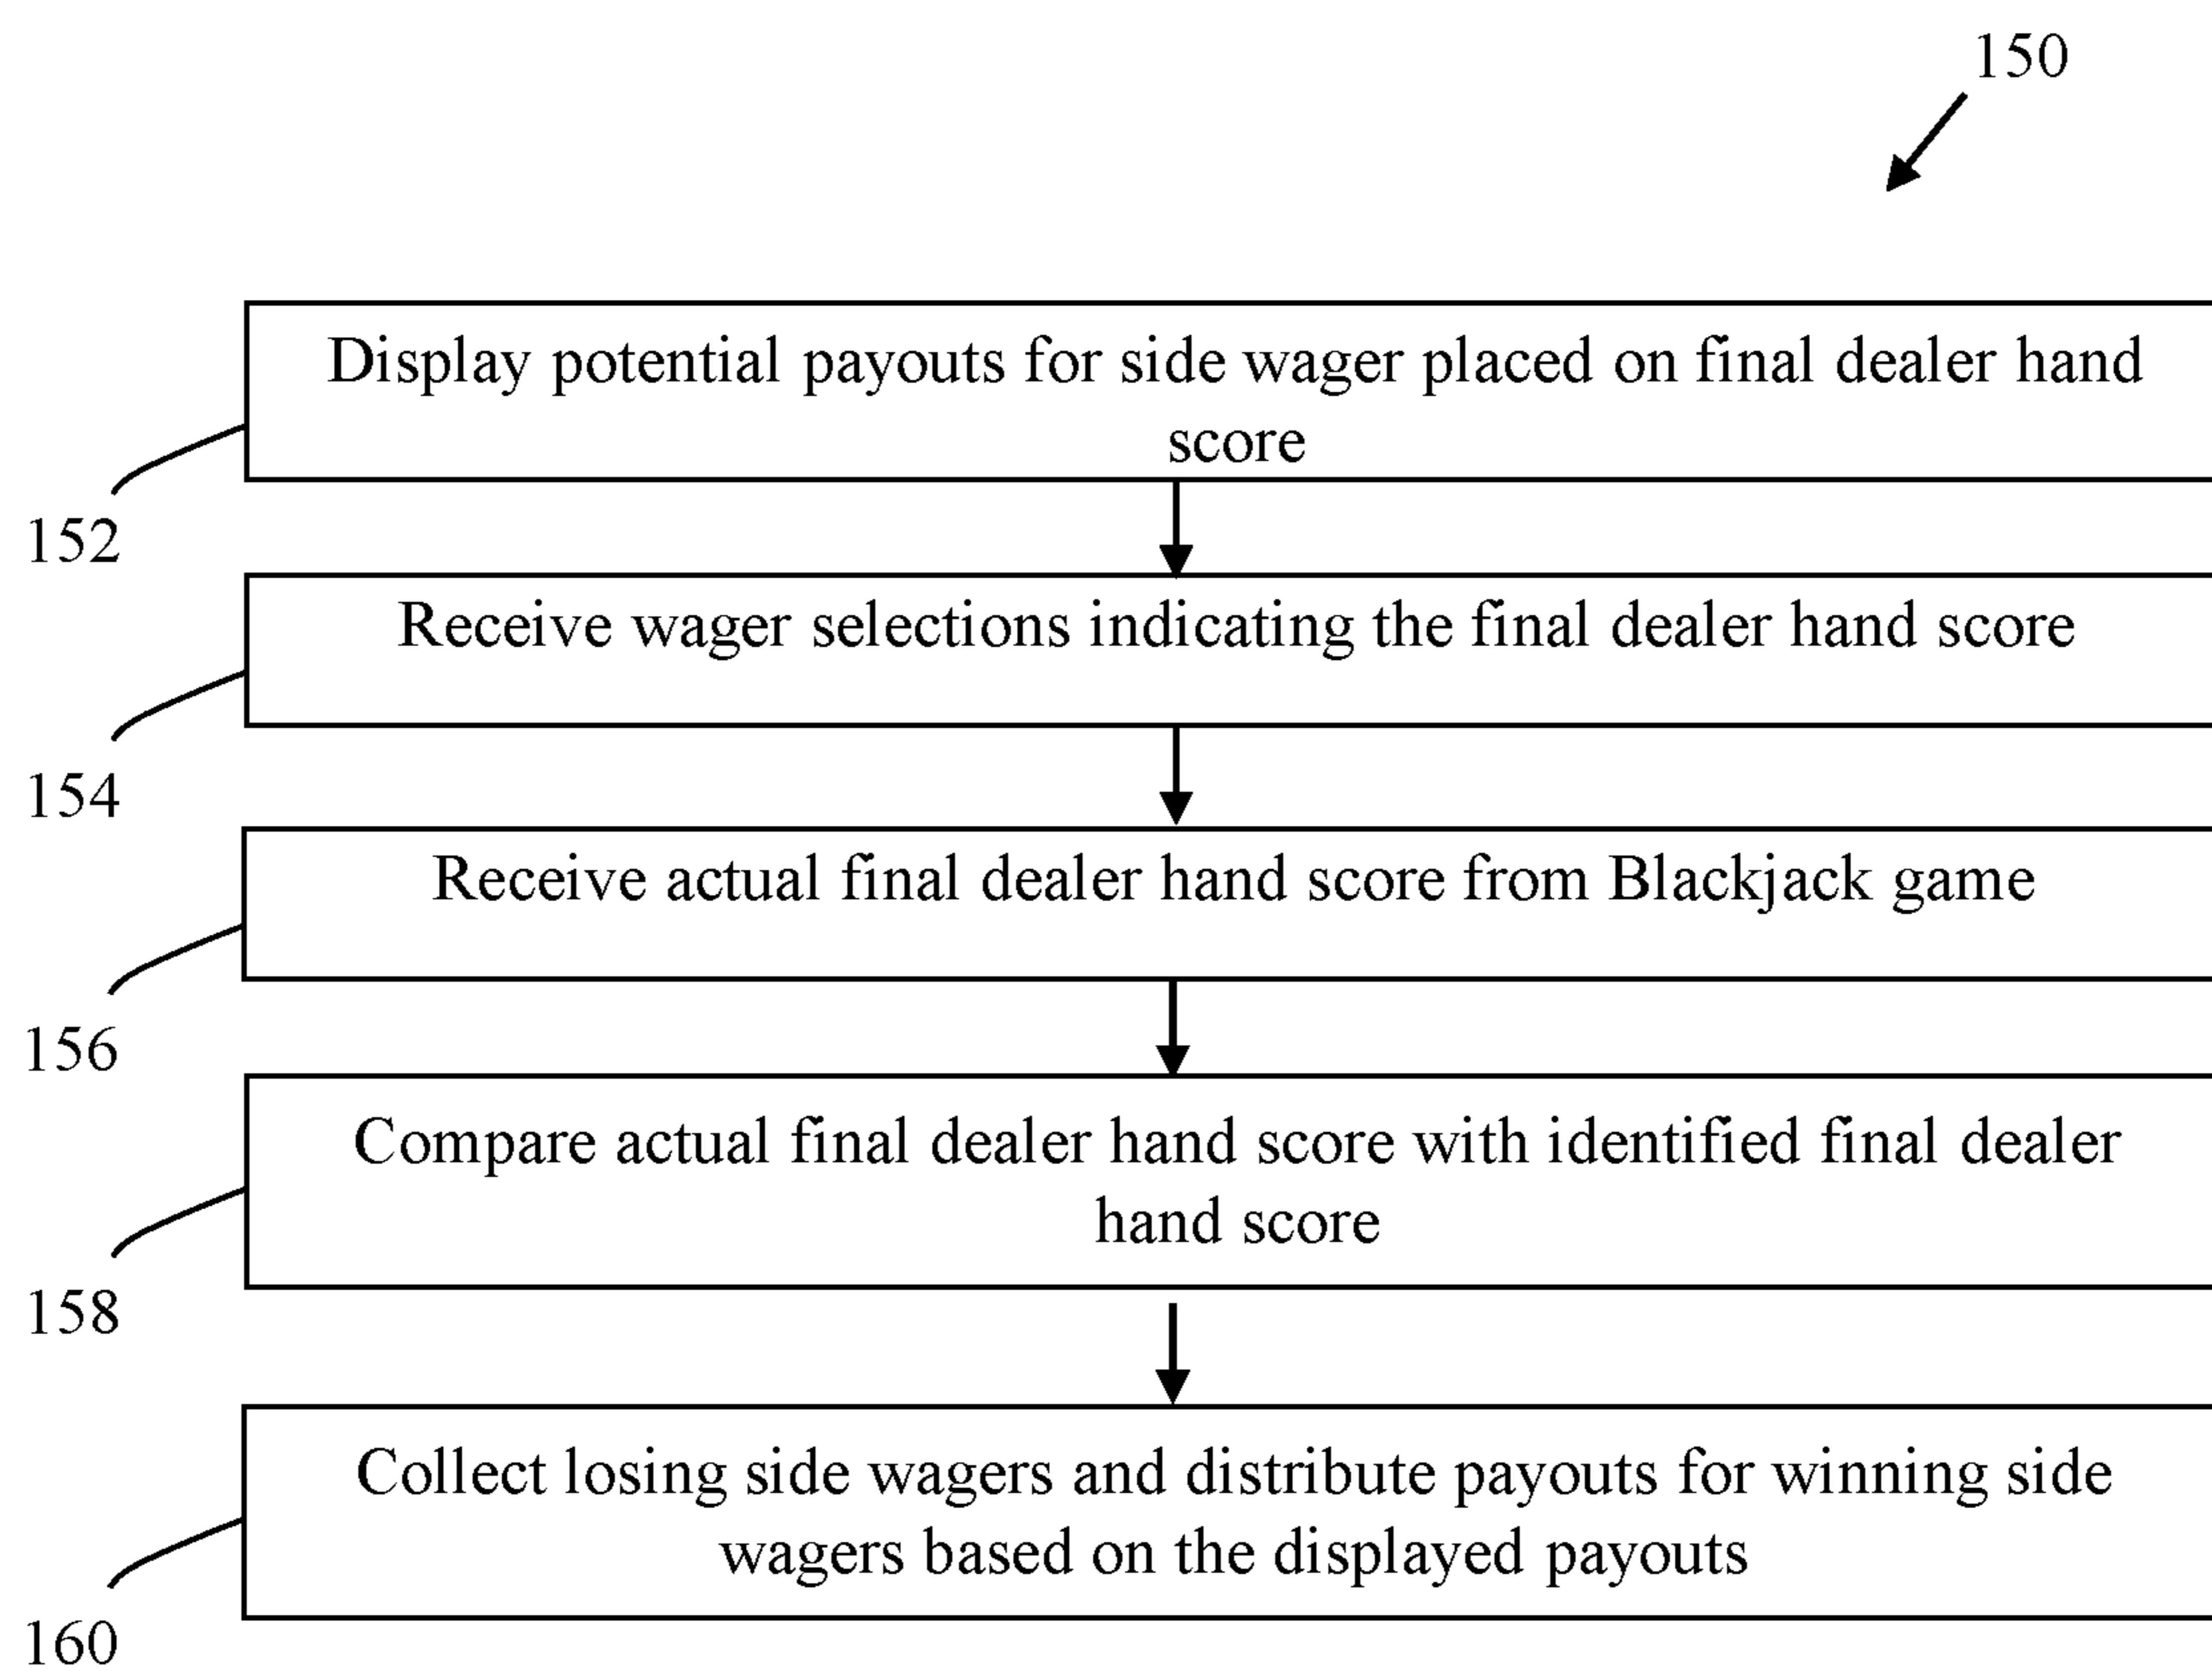 150
Display potential payouts for side wager placed on final dealer hand
score
152
Receive wager selections indicating the final dealer hand score
154
Receive actual final dealer hand score from Blackjack game
156
Compare actual final dealer hand score with identified final dealer
hand score
158
Collect losing side wagers and distribute payouts for winning side
wagers based on the displayed payouts
160